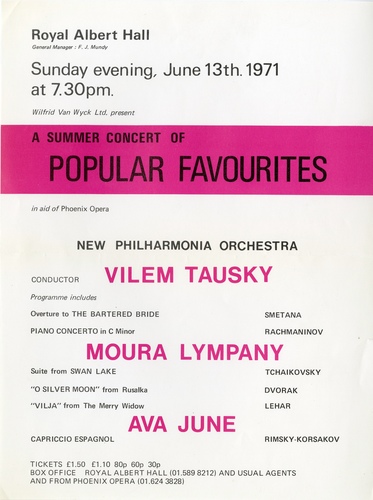 Royal Albert Hall
General Manager : F. J. Mundy
Sunday evening, June 13th. 1971
at 7.30pm.
Wilfrid Van Wyck Ltd. present
A SUMMER CONCERT OF
POPULAR FAVOURITES
in aid of Phoenix Opera
NEW PHILHARMONIA ORCHESTRA
CONDUCTOR VILEM TAUSKY
Programme includes
Overture to THE BARTERED BRIDE SMETANA
PIANO CONCERTO in C Minor RACHMANINOV
MOURA LYMPANY
Suite from SWAN LAKE TCHAIKOVSKY
"O SILVER MOON" from Rusalka DVORAK
"VILJA" from The Merry Widow LEHAR
AVA JUNE
CAPRICCIO ESPAGNOL RIMSKY-KORSAKOV
TICKETS £1.50 £1.10 80p 60p 30p
BOX OFFICE ROYAL ALBERT HALL (01.589 8212) AND USUAL AGENTS
AND FROM PHOENIX OPERA (01.624 3828)